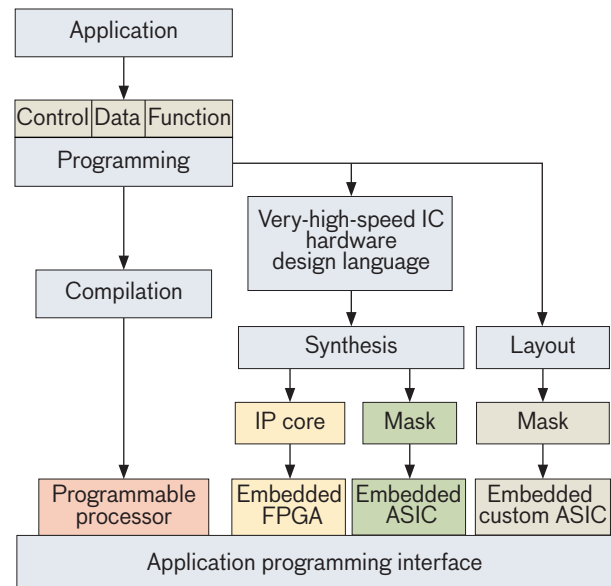 Application
Control Data Function
Programming
Very-high-speed IC
hardware
design language
Compilation
Synthesis
Layout
IP core
Mask
Mask
Programmable
processor
Embedded
FPGA
Embedded
ASIC
Embedded
custom ASIC
Application programming interface